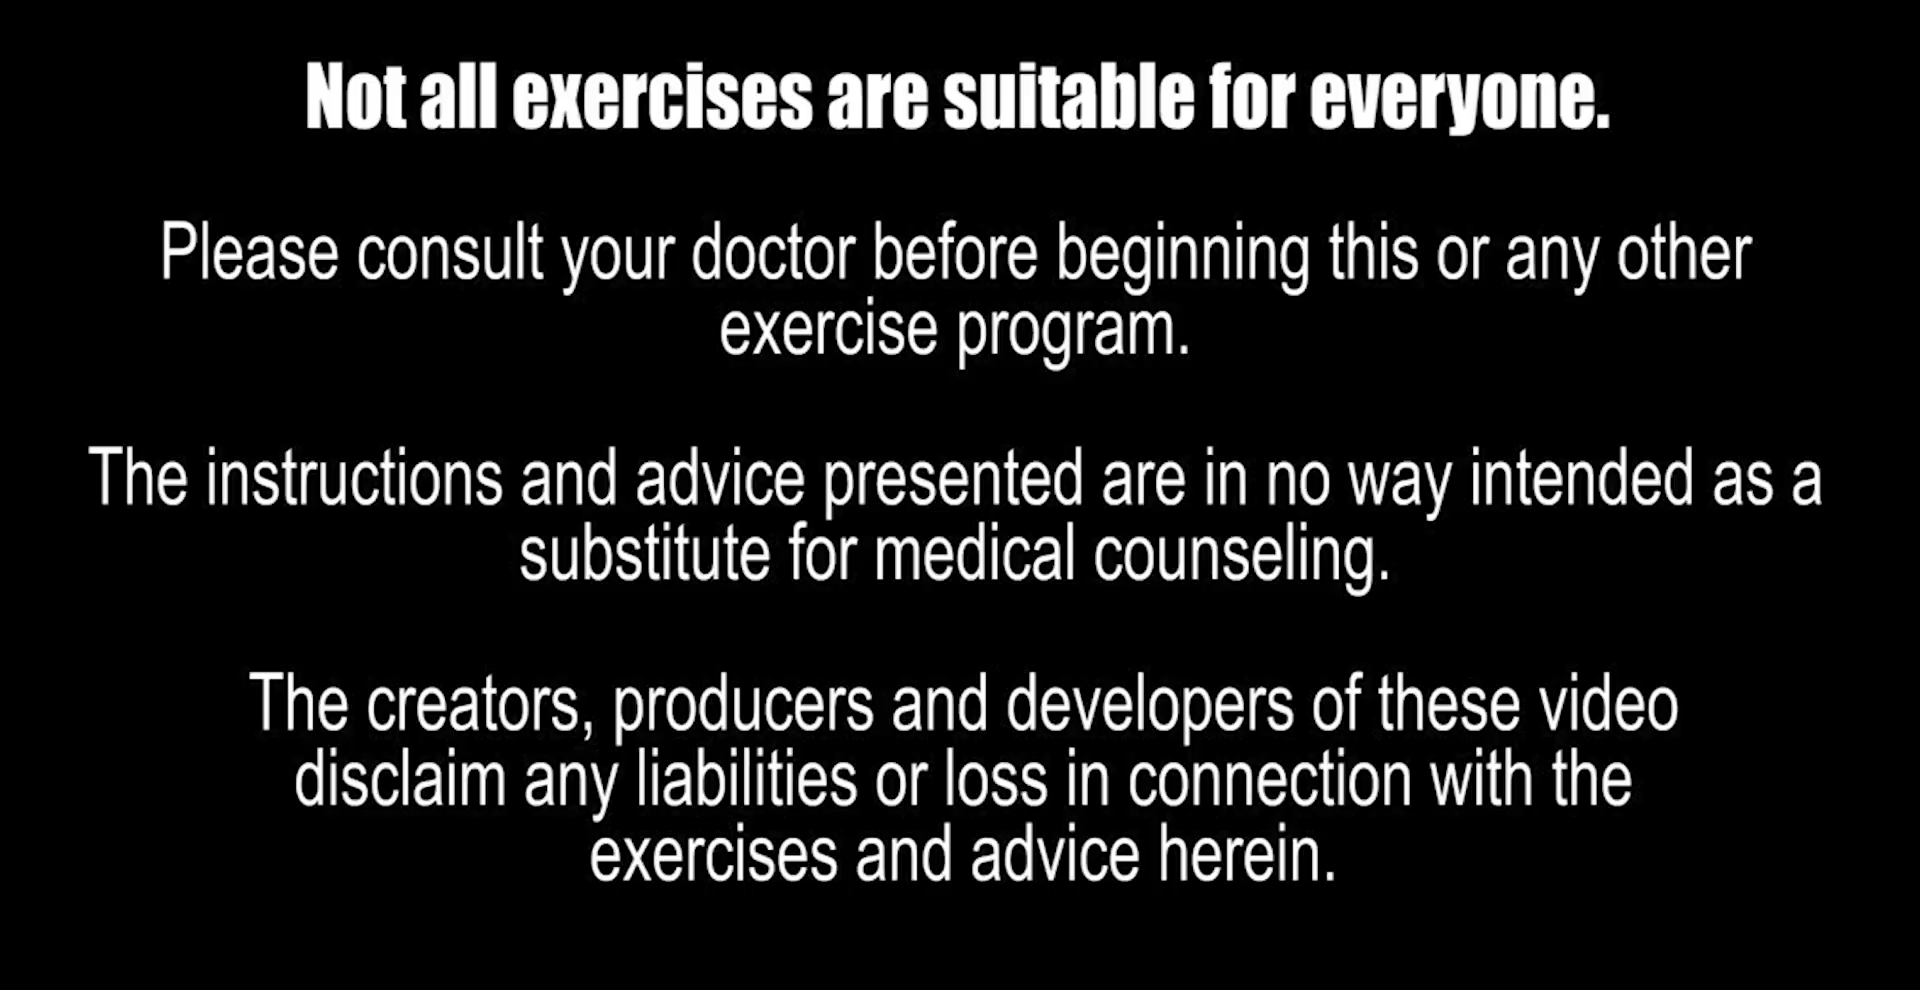 Not all exercises are suitable for everyone.
Please consult your doctor before beginning this or any other
exercise program.
The instructions and advice presented are in no way intended as a
substitute for medical counseling.
The creators, producers and developers of these video
disclaim any liabilities or loss in connection with the
exercises and advice herein.